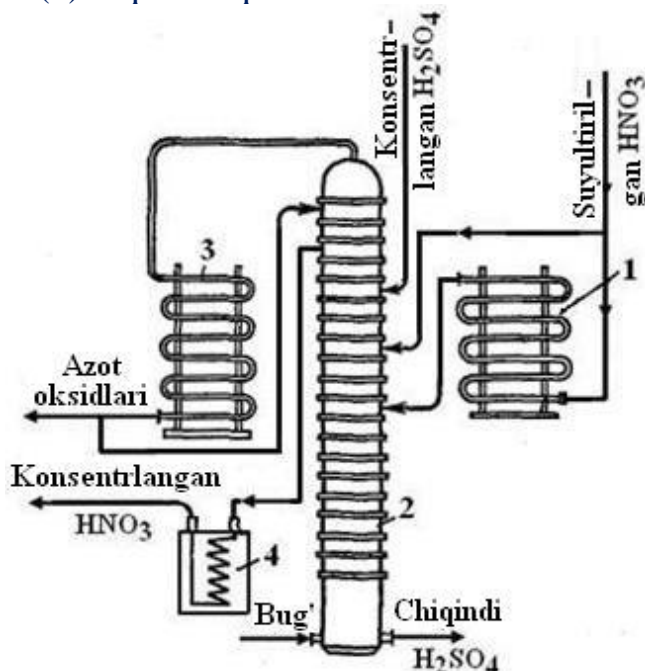 Konsentr–
langan H₂SO₄
Suyultiril–
gan HNO₃
3
1
Azot
oksidlari
Konsentrlangan
HNO₃
4
2
Bug'
Chiqindi
H₂SO₄